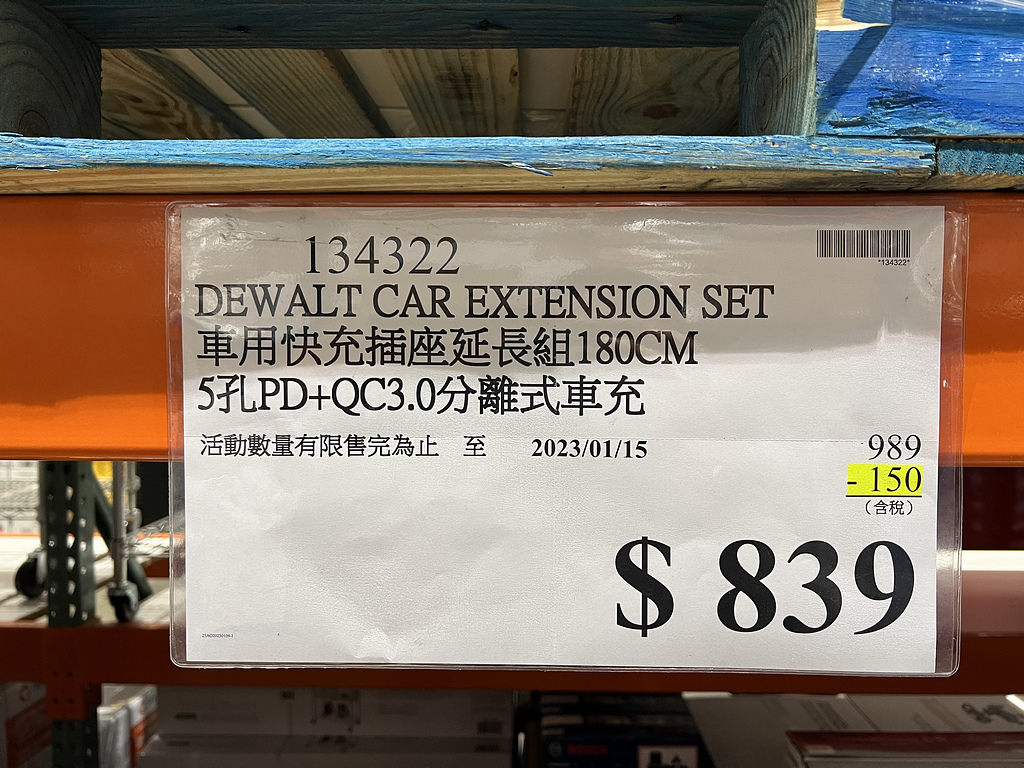 134322
*134322*
DEWALT CAR EXTENSION SET
車用快充插座延長組180CM
5孔PD+QC3.0分離式車充
活動數量有限售完為止 至 2023/01/15
989
- 150
(含稅)
$ 839
BOSCH